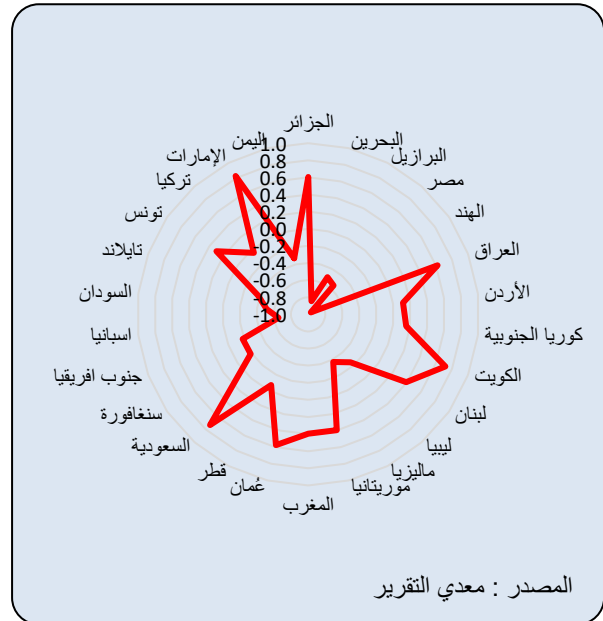 الجزائر
البحرين
البرازيل
مصر
الهند
العراق
الأردن
كوريا الجنوبية
الكويت
لبنان
ليبيا
ماليزيا
موريتانيا
المغرب
عُمان
قطر
السعودية
سنغافورة
جنوب افريقيا
اسبانيا
السودان
تايلاند
تونس
تركيا
الإمارات
اليمن
1.0
0.8
0.6
0.4
0.2
0.0
-0.2
-0.4
-0.6
-0.8
-1.0
المصدر : معدي التقرير